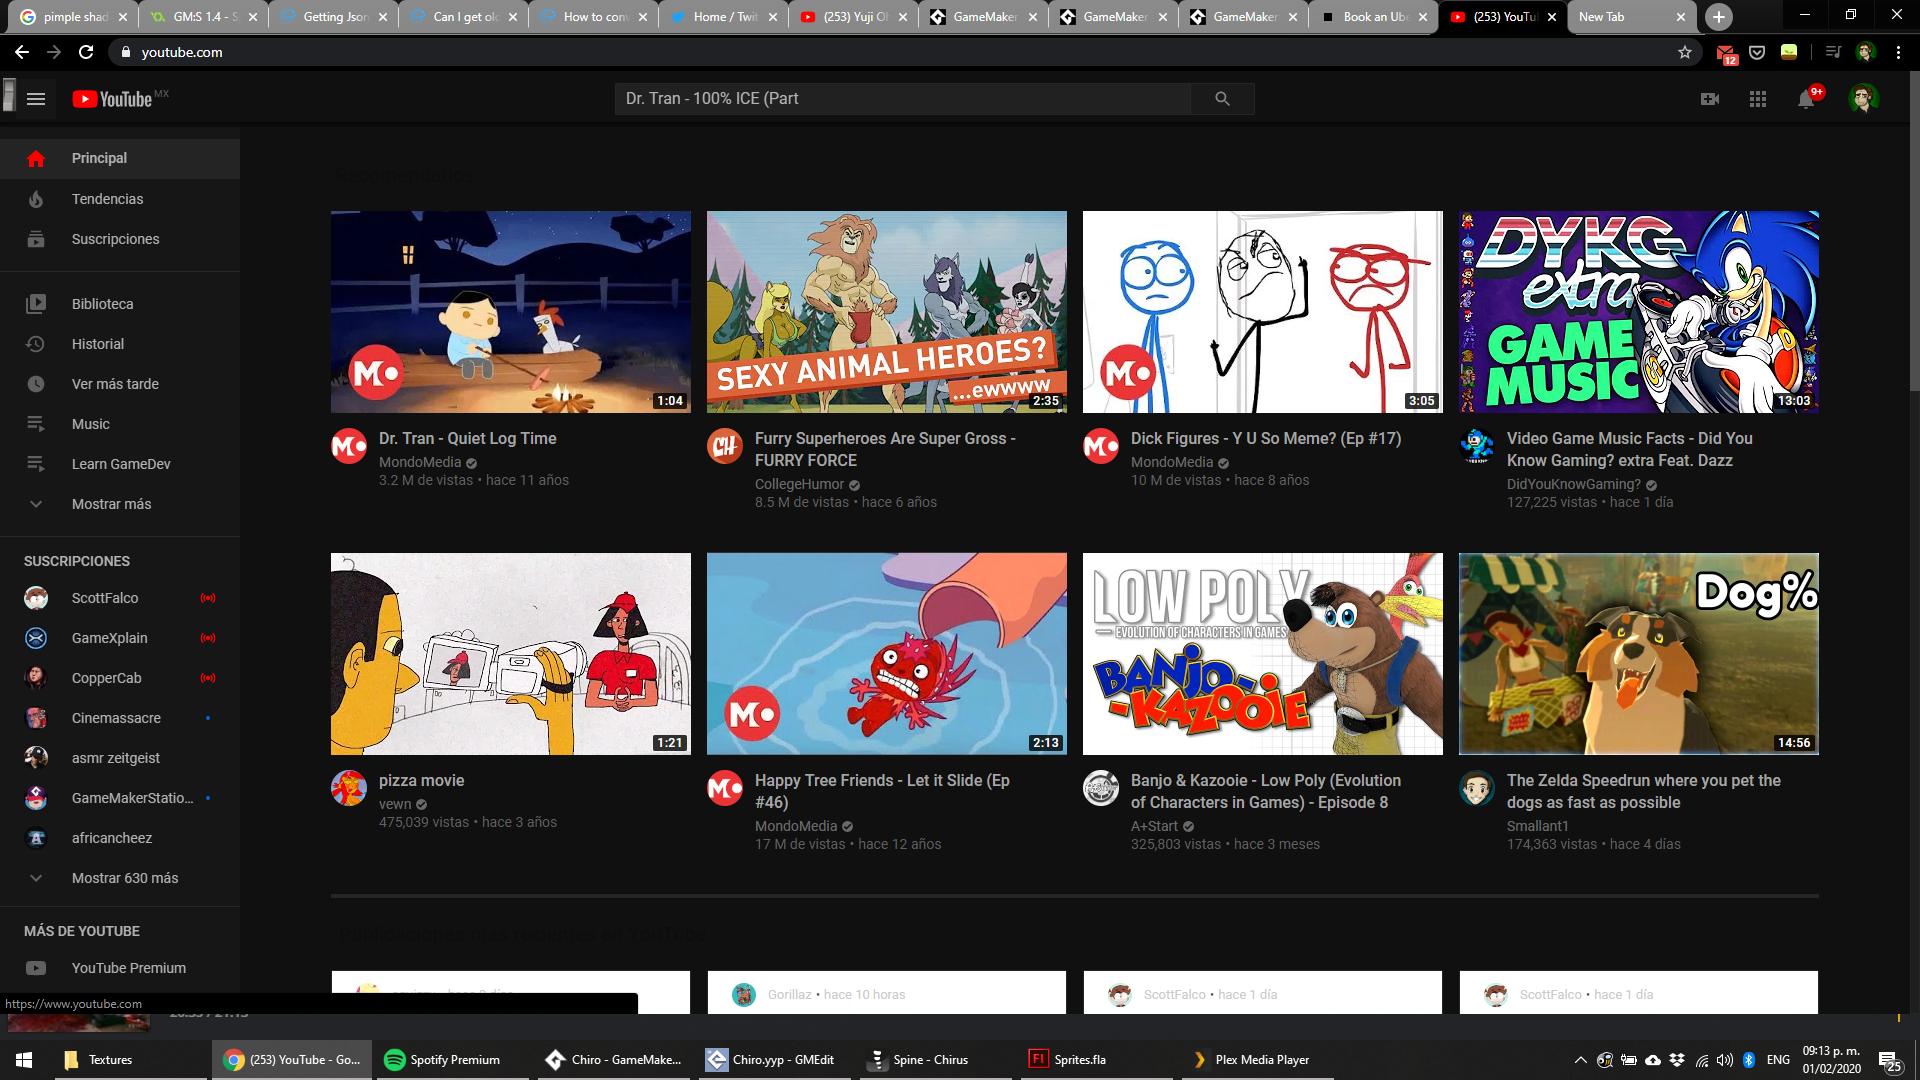 pimple shad
GM:S 1.4 - S
Getting Json
Can I get old
How to con
Home / Twit
(253) Yuji Oh
GameMaker
GameMaker
GameMaker
Book an Ube
(253) YouTu
New Tab
youtube.com
12
YouTube MX
Dr. Tran - 100% ICE (Part
9+
Principal
Tendencias
Suscripciones
Biblioteca
Historial
Ver más tarde
Music
Learn GameDev
Mostrar más
SUSCRIPCIONES
ScottFalco
GameXplain
CopperCab
Cinemassacre
asmr zeitgeist
GameMakerStatio...
africancheez
Mostrar 630 más
MÁS DE YOUTUBE
YouTube Premium
Recomendados
1:04
Dr. Tran - Quiet Log Time
MondoMedia
3.2 M de vistas • hace 11 años
SEXY ANIMAL HEROES?
...ewwww
2:35
CH
Furry Superheroes Are Super Gross -
FURRY FORCE
CollegeHumor
8.5 M de vistas • hace 6 años
3:05
Dick Figures - Y U So Meme? (Ep #17)
MondoMedia
10 M de vistas • hace 8 años
DYKG
extra
GAME
MUSIC
13:03
Video Game Music Facts - Did You
Know Gaming? extra Feat. Dazz
DidYouKnowGaming?
127,225 vistas • hace 1 día
1:21
pizza movie
vewn
475,039 vistas • hace 3 años
2:13
Happy Tree Friends - Let it Slide (Ep
#46)
MondoMedia
17 M de vistas • hace 12 años
LOW POLY
EVOLUTION OF CHARACTERS IN GAMES
BANJO-
-KAZOOIE
Banjo & Kazooie - Low Poly (Evolution
of Characters in Games) - Episode 8
A+Start
325,803 vistas • hace 3 meses
Dog%
14:56
The Zelda Speedrun where you pet the
dogs as fast as possible
Smallant1
174,363 vistas • hace 4 días
Gorillaz • hace 10 horas
ScottFalco • hace 1 día
ScottFalco • hace 1 día
https://www.youtube.com
Textures
(253) YouTube - Go...
Spotify Premium
Chiro - GameMake...
Chiro.yyp - GMEdit
Spine - Chirus
Sprites.fla
Plex Media Player
ENG
09:13 p. m.
01/02/2020
25